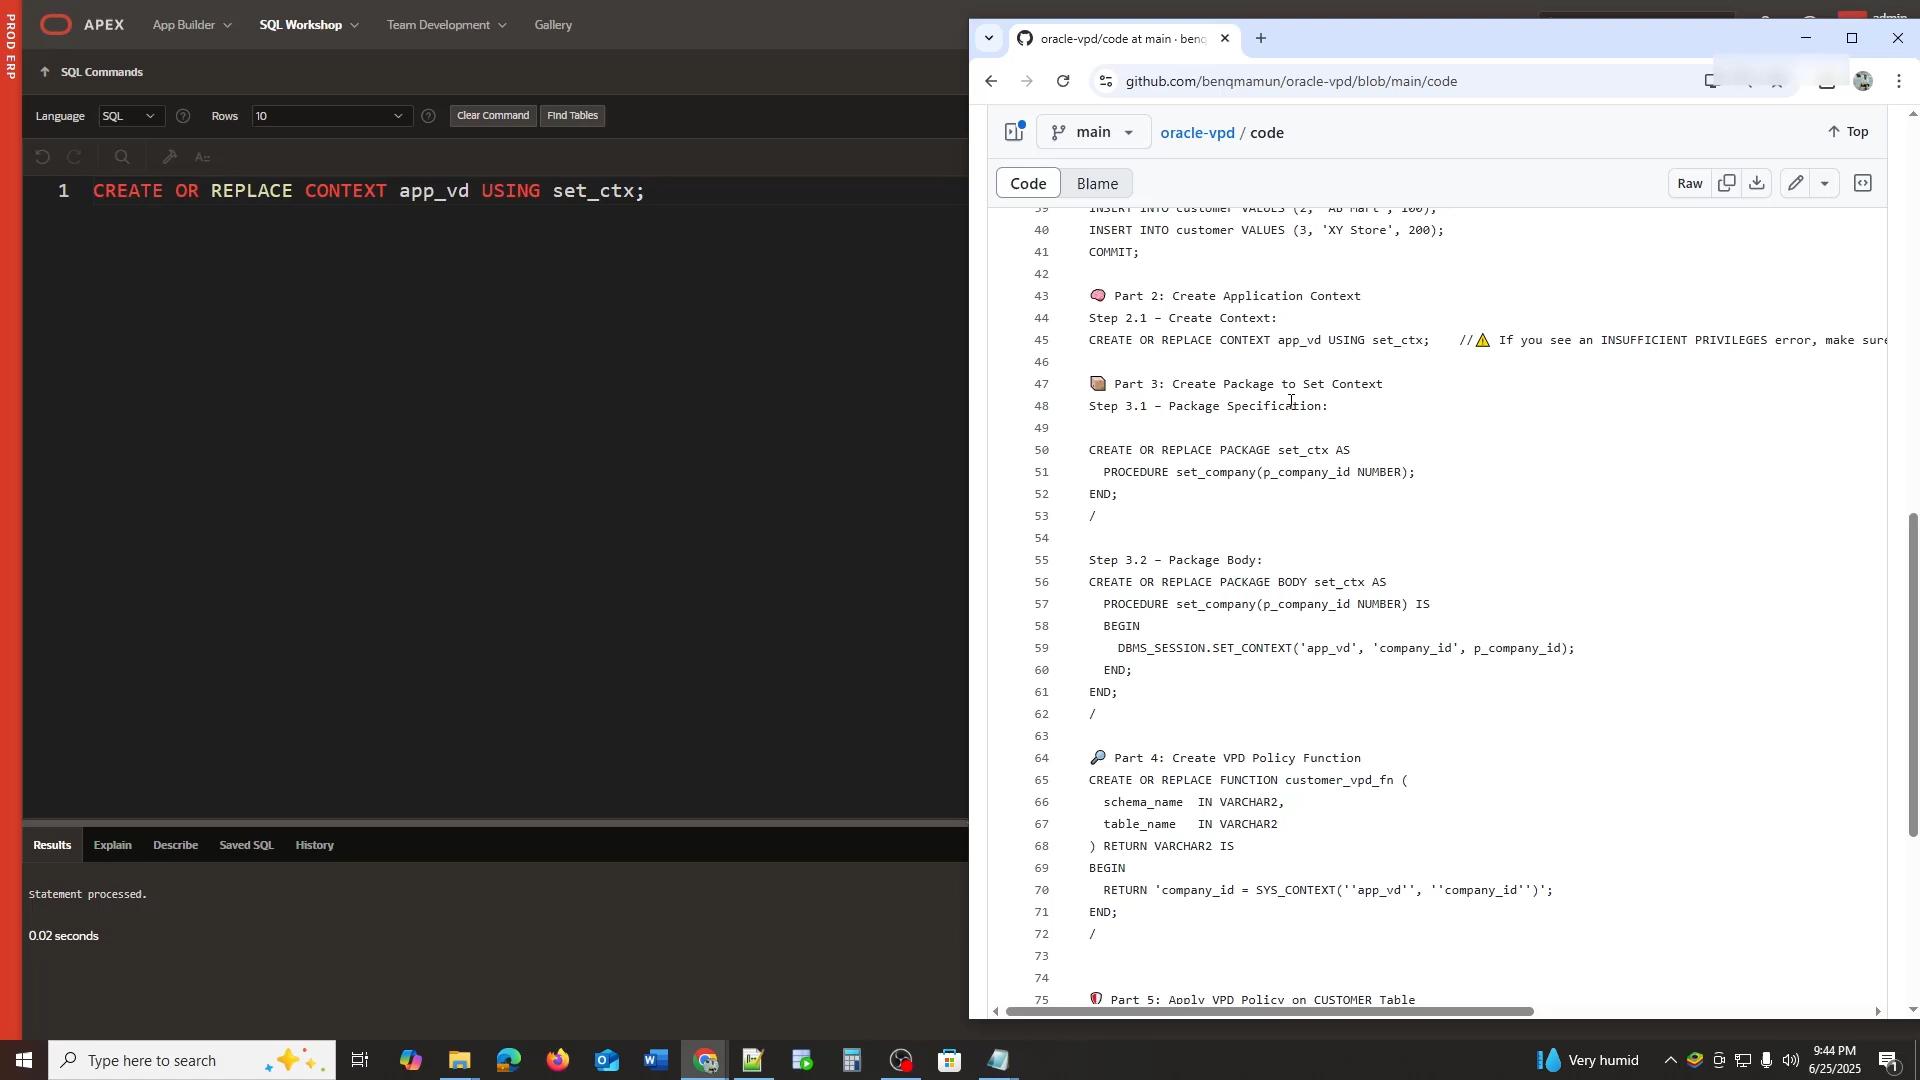 PROD ERP
APEX
App Builder
SQL Workshop
Team Development
Gallery
SQL Commands
Language
SQL
Rows
10
Clear Command
Find Tables
1 CREATE OR REPLACE CONTEXT app_vd USING set_ctx;
Results
Explain
Describe
Saved SQL
History
Statement processed.
0.02 seconds
oracle-vpd/code at main · benq
github.com/benqmamun/oracle-vpd/blob/main/code
main
oracle-vpd / code
Top
Code
Blame
Raw
39 INSERT INTO customer VALUES (2, 'AB Mart', 100);
40 INSERT INTO customer VALUES (3, 'XY Store', 200);
41 COMMIT;
42
43 🧠 Part 2: Create Application Context
44 Step 2.1 – Create Context:
45 CREATE OR REPLACE CONTEXT app_vd USING set_ctx; //⚠️ If you see an INSUFFICIENT PRIVILEGES error, make sure
46
47 📦 Part 3: Create Package to Set Context
48 Step 3.1 – Package Specification:
49
50 CREATE OR REPLACE PACKAGE set_ctx AS
51 PROCEDURE set_company(p_company_id NUMBER);
52 END;
53 /
54
55 Step 3.2 – Package Body:
56 CREATE OR REPLACE PACKAGE BODY set_ctx AS
57 PROCEDURE set_company(p_company_id NUMBER) IS
58 BEGIN
59 DBMS_SESSION.SET_CONTEXT('app_vd', 'company_id', p_company_id);
60 END;
61 END;
62 /
63
64 🔎 Part 4: Create VPD Policy Function
65 CREATE OR REPLACE FUNCTION customer_vpd_fn (
66 schema_name IN VARCHAR2,
67 table_name IN VARCHAR2
68 ) RETURN VARCHAR2 IS
69 BEGIN
70 RETURN 'company_id = SYS_CONTEXT(''app_vd'', ''company_id'')';
71 END;
72 /
73
74
75 🛡️ Part 5: Apply VPD Policy on CUSTOMER Table
Type here to search
Very humid
9:44 PM
6/25/2025
1